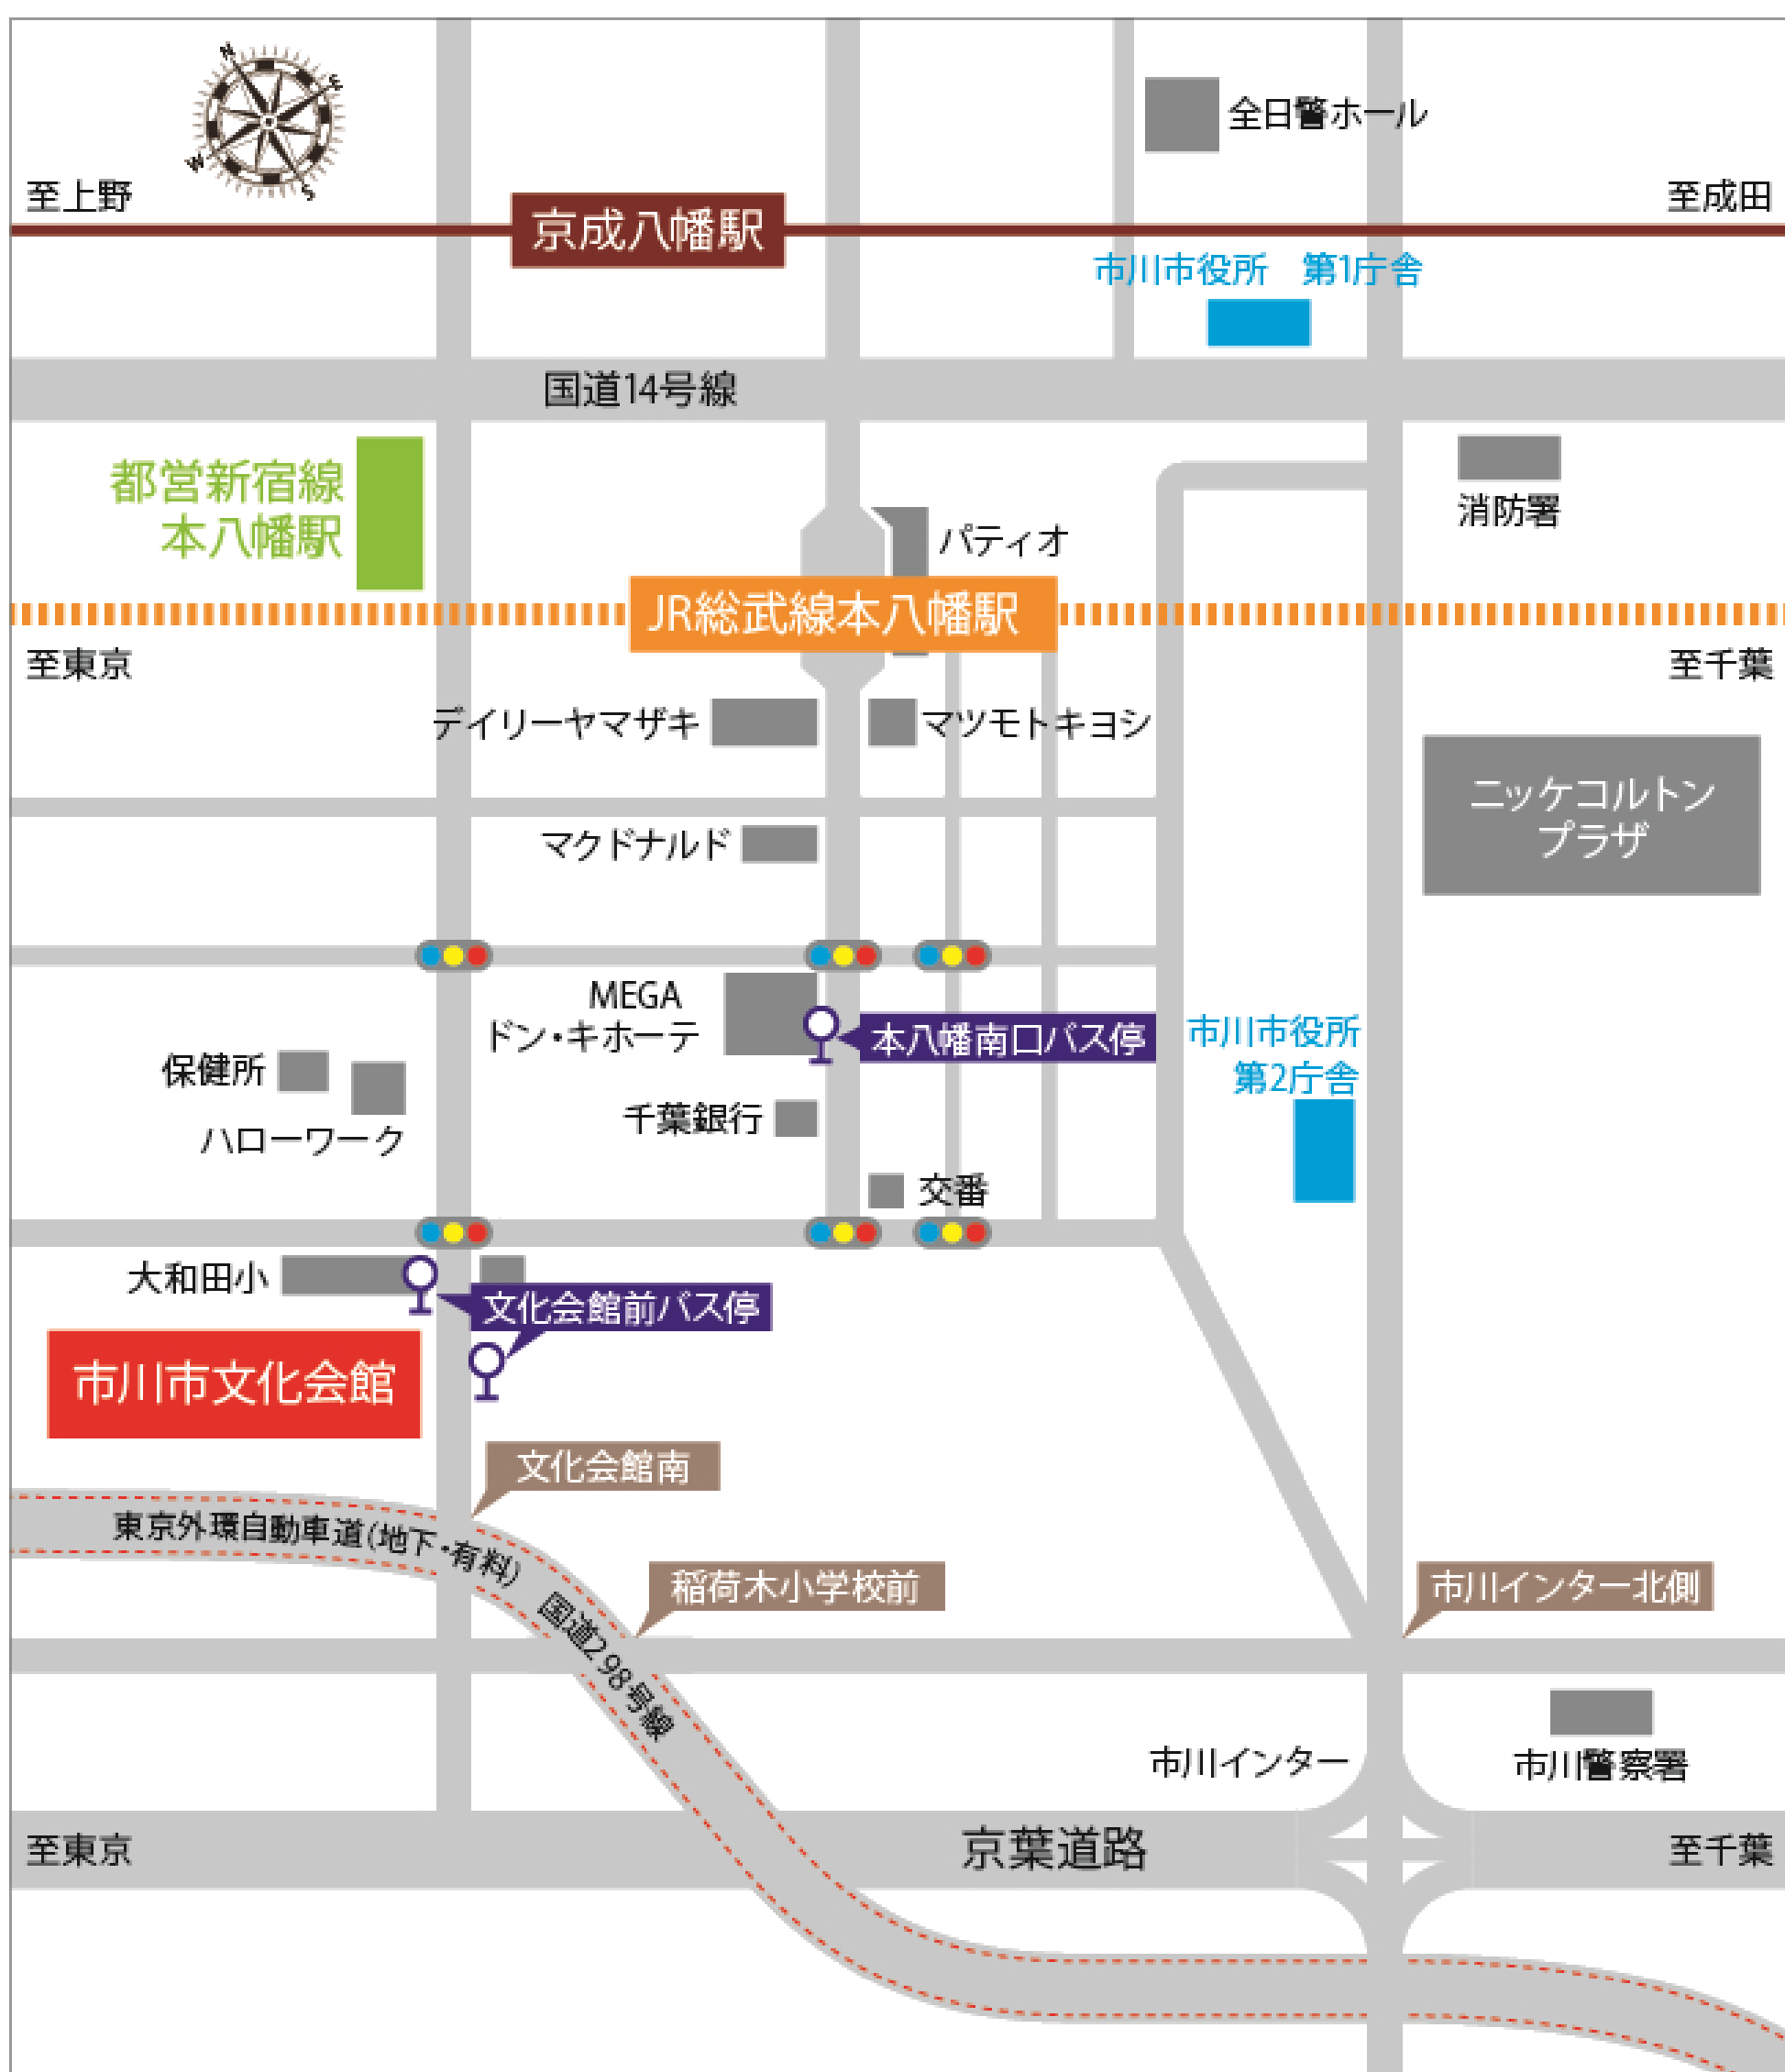 N
E
W
S
全日警ホール
至上野
至成田
京成八幡駅
市川市役所　第1庁舎
国道14号線
都営新宿線
本八幡駅
消防署
パティオ
JR総武線本八幡駅
至東京
至千葉
デイリーヤマザキ
マツモトキヨシ
ニッケコルトン
プラザ
マクドナルド
MEGA
ドン・キホーテ
本八幡南口バス停
市川市役所
第2庁舎
保健所
ハローワーク
千葉銀行
交番
大和田小
文化会館前バス停
市川市文化会館
文化会館南
東京外環自動車道(地下・有料)
国道298号線
稲荷木小学校前
市川インター北側
市川インター
市川警察署
至東京
京葉道路
至千葉